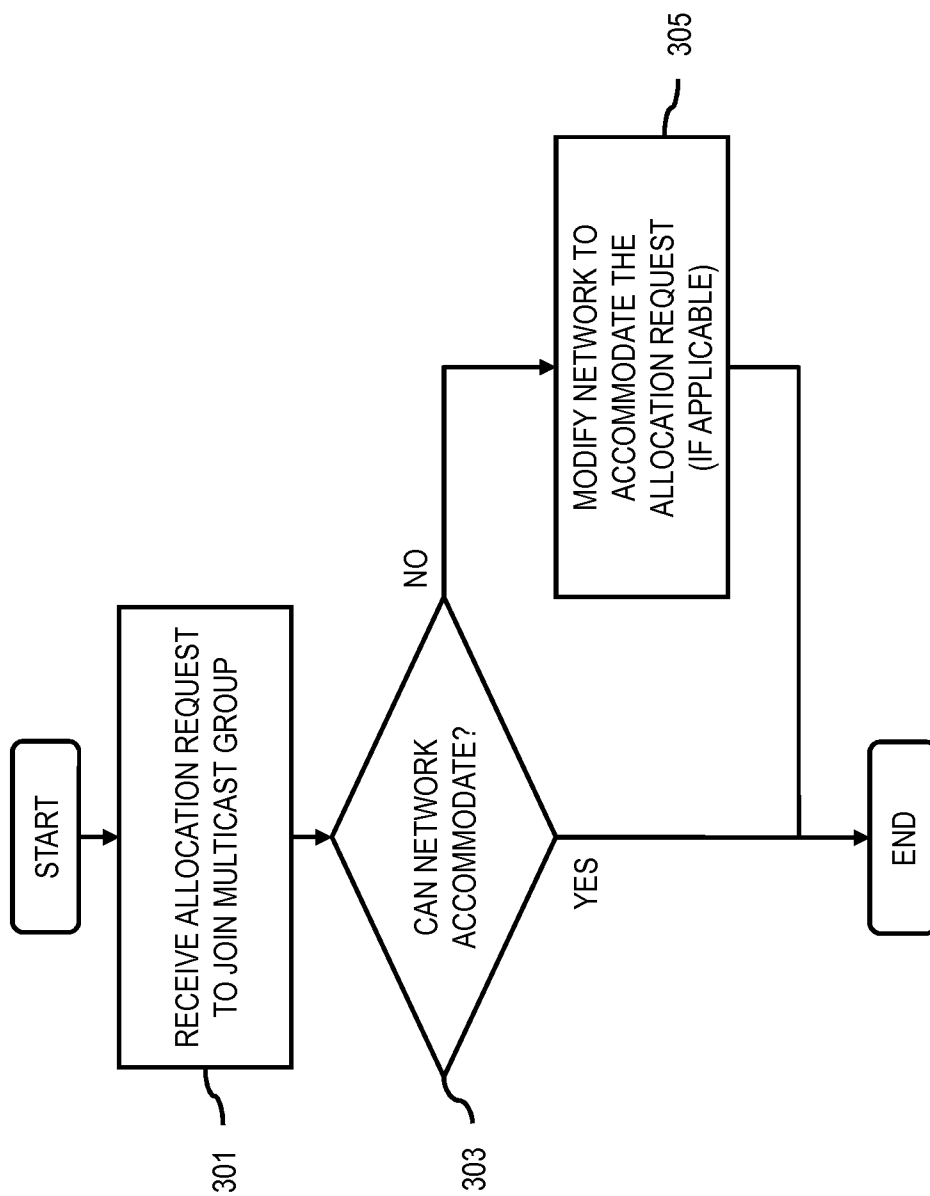 START
RECEIVE ALLOCATION REQUEST
TO JOIN MULTICAST GROUP
301
CAN NETWORK
ACCOMMODATE?
303
NO
YES
MODIFY NETWORK TO
ACCOMMODATE THE
ALLOCATION REQUEST
(IF APPLICABLE)
305
END